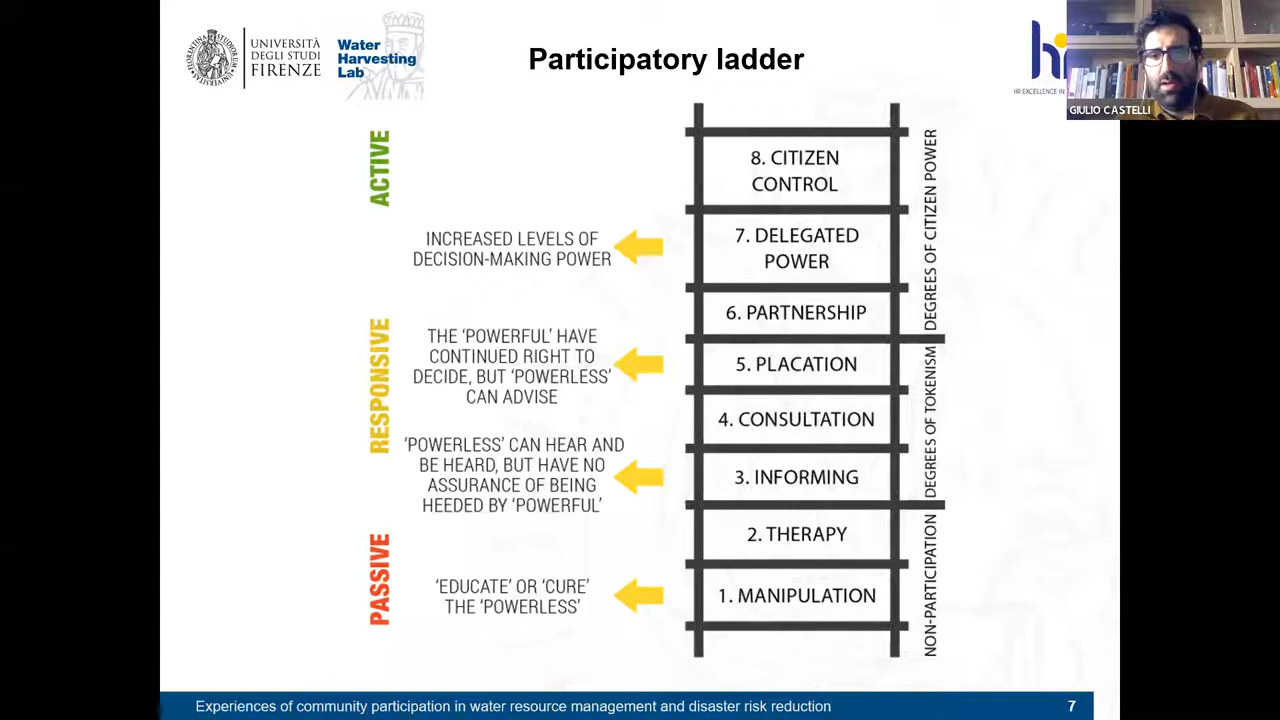 UNIVERSITÀ
DEGLI STUDI
FIRENZE
Water
Harvesting
Lab
Participatory ladder
HR EXCELLENCE IN
GIULIO CASTELLI
ACTIVE
RESPONSIVE
PASSIVE
INCREASED LEVELS OF
DECISION-MAKING POWER
THE ‘POWERFUL’ HAVE
CONTINUED RIGHT TO
DECIDE, BUT ‘POWERLESS’
CAN ADVISE
‘POWERLESS’ CAN HEAR AND
BE HEARD, BUT HAVE NO
ASSURANCE OF BEING
HEEDED BY ‘POWERFUL’
‘EDUCATE’ OR ‘CURE’
THE ‘POWERLESS’
8. CITIZEN
CONTROL
7. DELEGATED
POWER
6. PARTNERSHIP
5. PLACATION
4. CONSULTATION
3. INFORMING
2. THERAPY
1. MANIPULATION
DEGREES OF CITIZEN POWER
DEGREES OF TOKENISM
NON-PARTICIPATION
Experiences of community participation in water resource management and disaster risk reduction
7